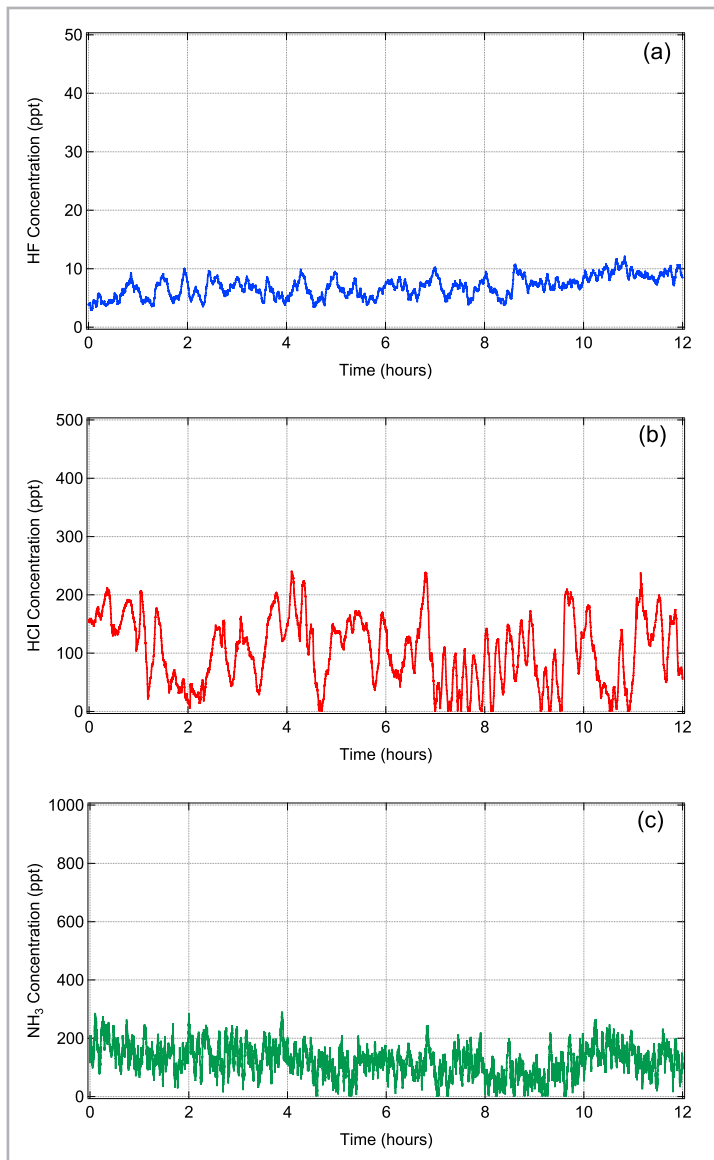 (a)
HF Concentration (ppt)
50
40
30
20
10
0
0 2 4 6 8 10 12
Time (hours)
(b)
HCl Concentration (ppt)
500
400
300
200
100
0
0 2 4 6 8 10 12
Time (hours)
(c)
NH₃ Concentration (ppt)
1000
800
600
400
200
0
0 2 4 6 8 10 12
Time (hours)